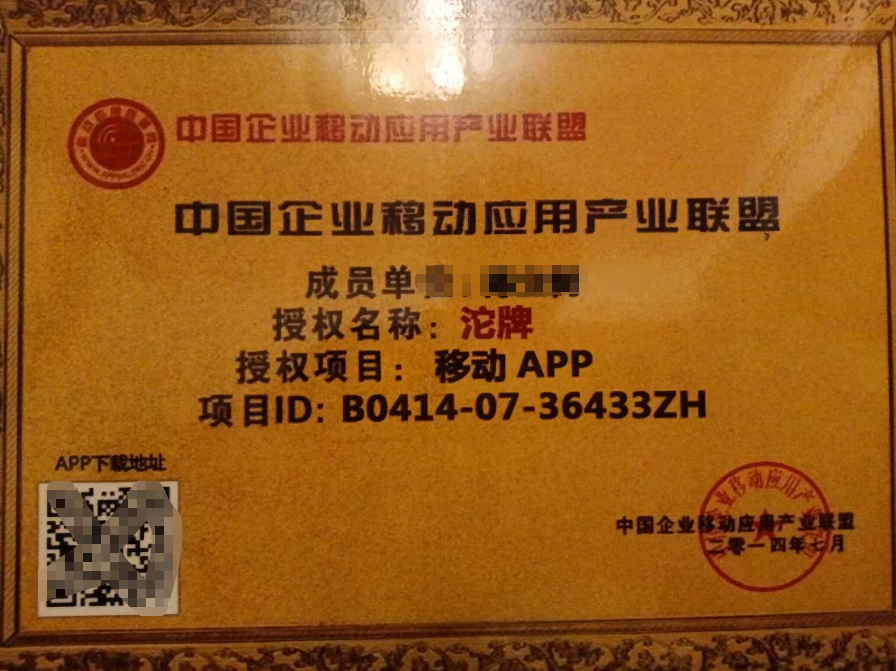 中国企业移动应用产业联盟
中国企业移动应用产业联盟
成员单
授权名称：沱牌
授权项目：移动 APP
项目ID：B0414-07-36433ZH
APP下载地址
中国企业移动应用产业联盟
二零一四年七月